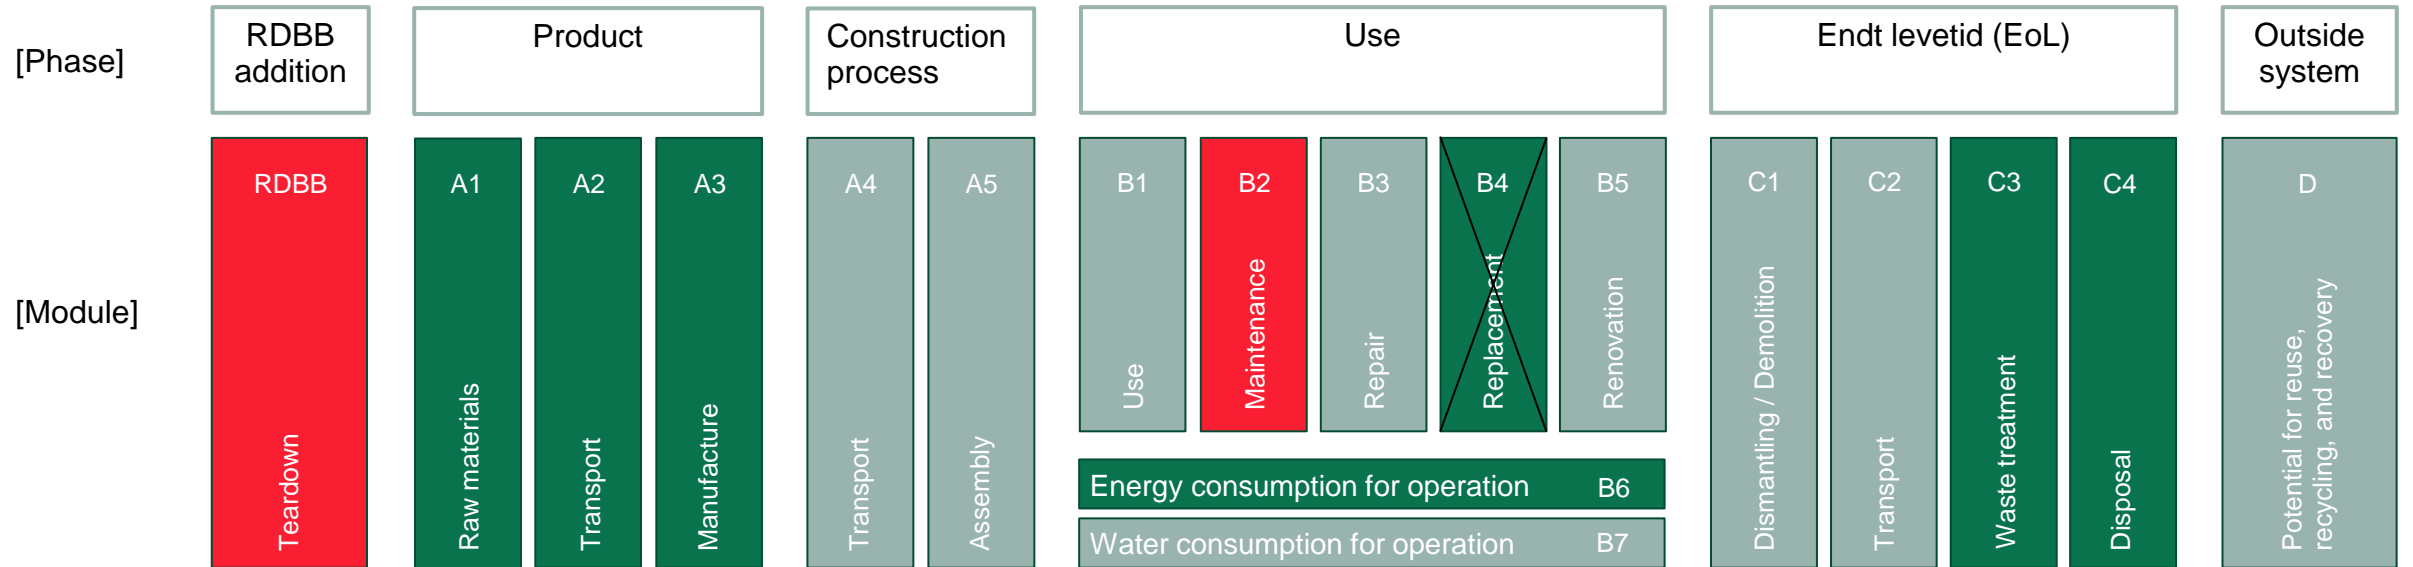 [Phase]
RDBB
addition
Product
Construction
process
Use
Endt levetid (EoL)
Outside
system
[Module]
RDBB
Teardown
A1
Raw materials
A2
Transport
A3
Manufacture
A4
Transport
A5
Assembly
B1
Use
B2
Maintenance
B3
Repair
B4
Replacement
B5
Renovation
Energy consumption for operation B6
Water consumption for operation B7
C1
Dismantling / Demolition
C2
Transport
C3
Waste treatment
C4
Disposal
D
Potential for reuse,
recycling, and recovery